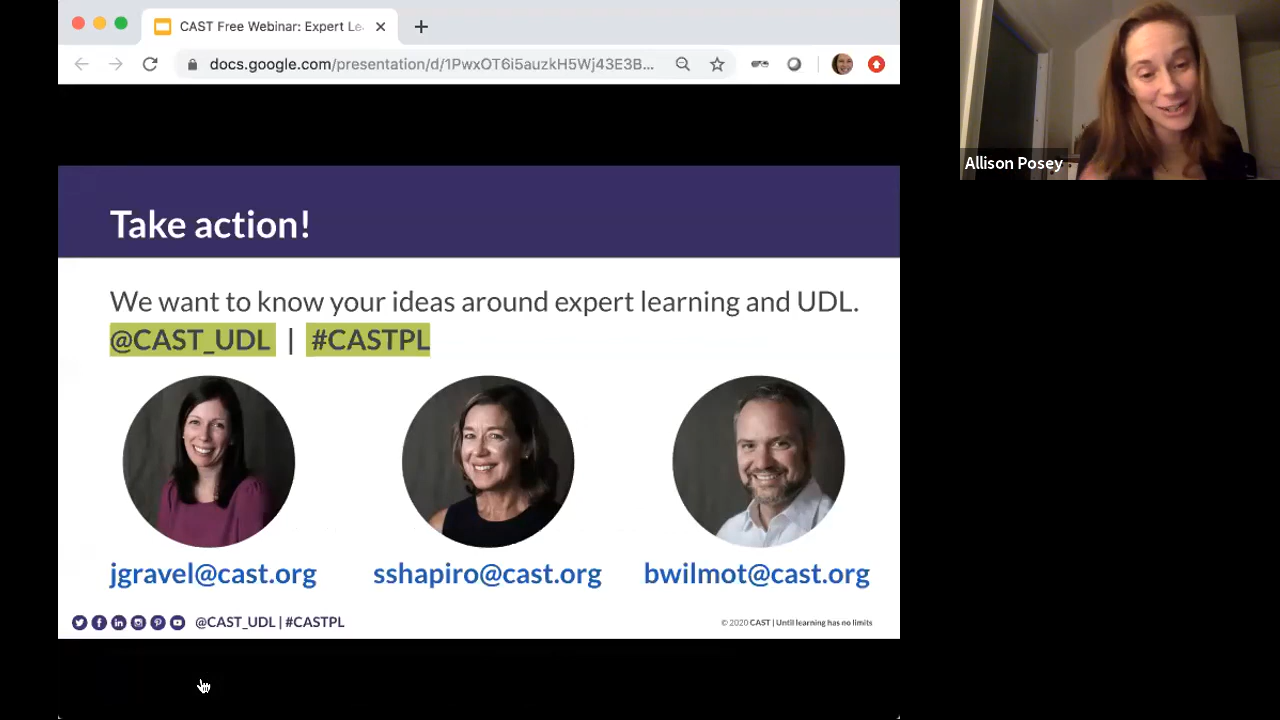 CAST Free Webinar: Expert Le
docs.google.com/presentation/d/1PwxOT6i5auzkH5Wj43E3B...
Allison Posey
Take action!
We want to know your ideas around expert learning and UDL.
@CAST_UDL | #CASTPL
jgravel@cast.org sshapiro@cast.org bwilmot@cast.org
@CAST_UDL | #CASTPL © 2020 CAST | Until learning has no limits